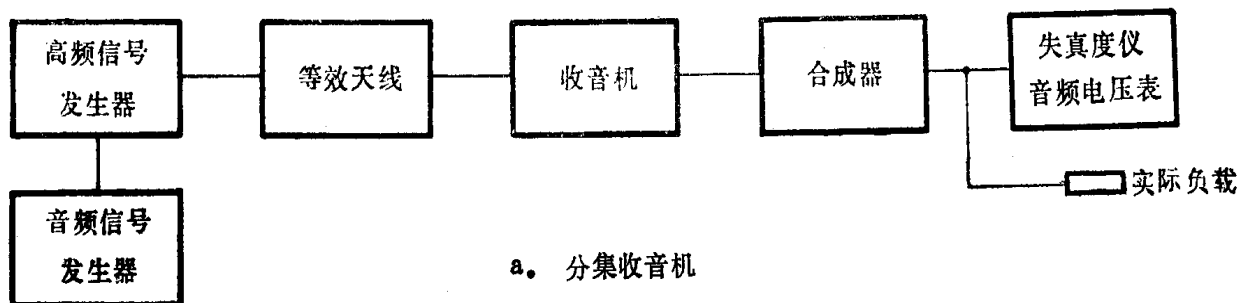 高频信号
发生器
等效天线
收音机
合成器
失真度仪
音频电压表
实际负载
音频信号
发生器
a. 分集收音机